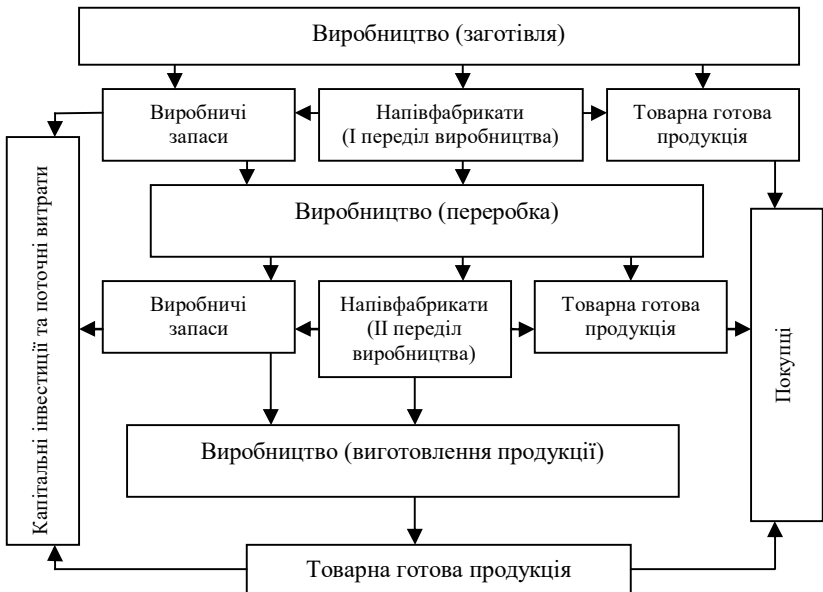 Виробництво (заготівля)
Виробничі
запаси
Напівфабрикати
(І переділ виробництва)
Товарна готова
продукція
Капітальні інвестиції та поточні витрати
Виробництво (переробка)
Покупці
Виробничі
запаси
Напівфабрикати
(ІІ переділ
виробництва)
Товарна готова
продукція
Виробництво (виготовлення продукції)
Товарна готова продукція